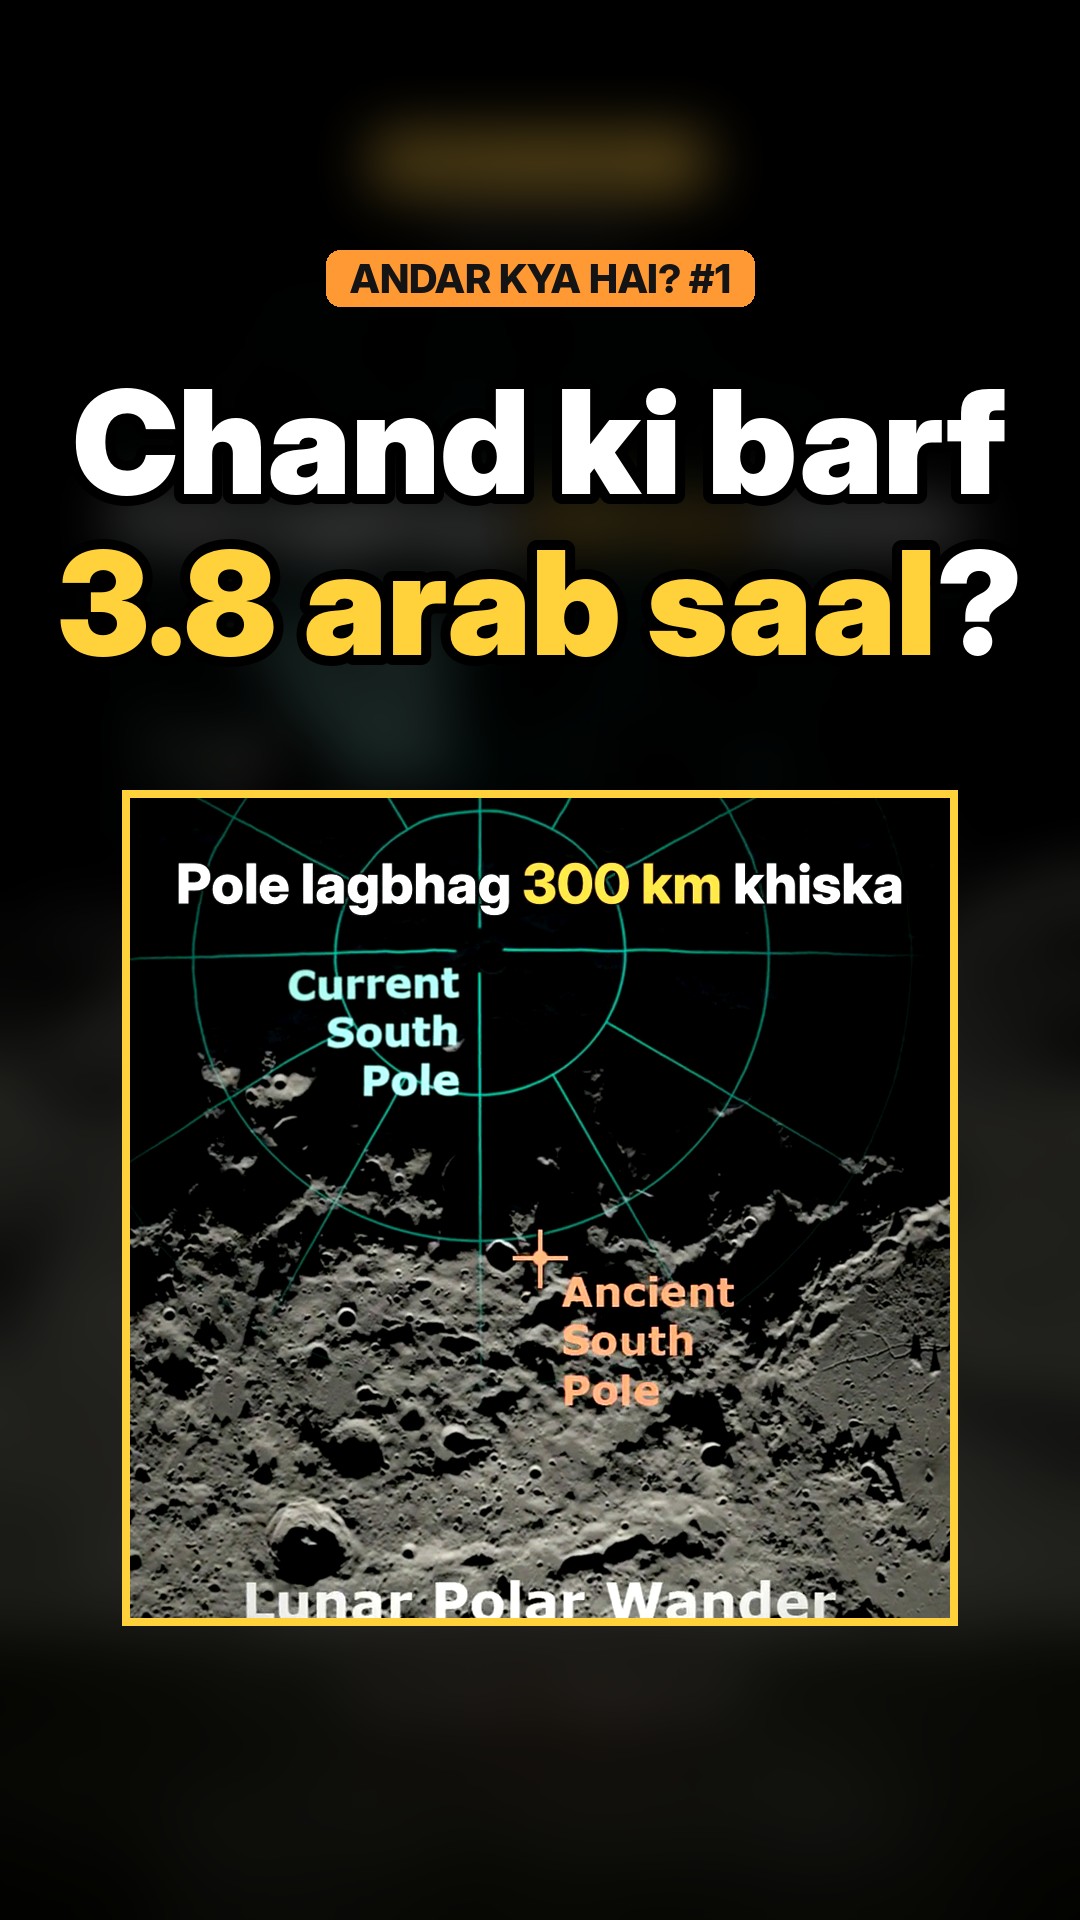 ANDAR KYA HAI? #1
Chand ki barf
3.8 arab saal?
Pole lagbhag 300 km khiska
Current
South
Pole
Ancient
South
Pole
Lunar Polar Wander